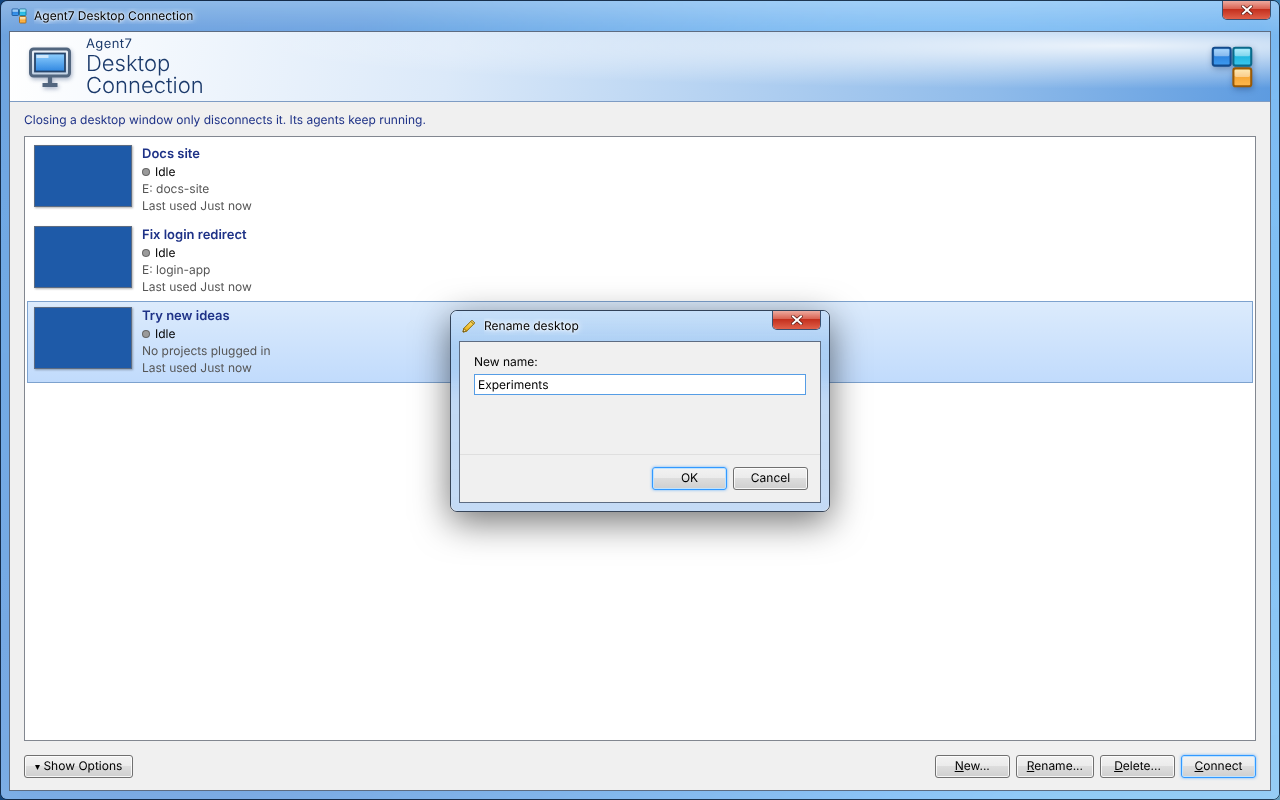 Agent7 Desktop Connection
Agent7
Desktop
Connection
Closing a desktop window only disconnects it. Its agents keep running.
Docs site
Idle
E: docs-site
Last used Just now
Fix login redirect
Idle
E: login-app
Last used Just now
Try new ideas
Idle
No projects plugged in
Last used Just now
Rename desktop
New name:
Experiments
OK Cancel
▾ Show Options New... Rename... Delete... Connect